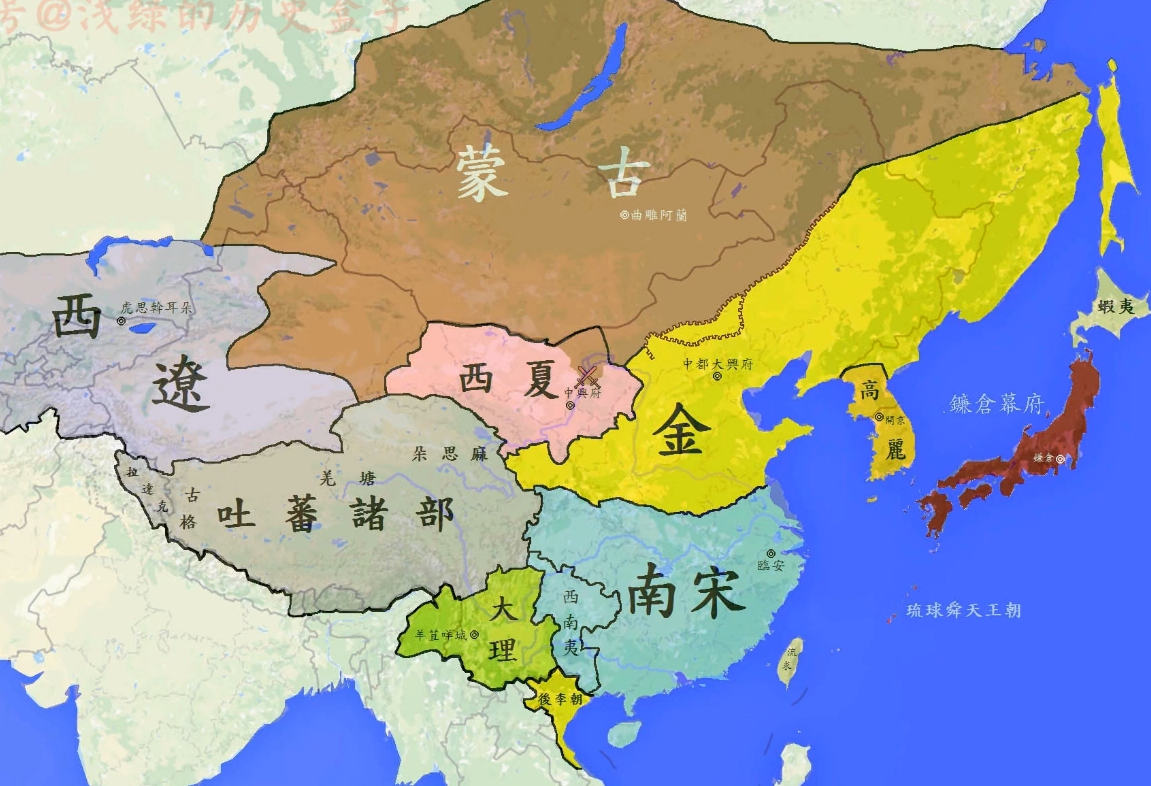 号@浅绿的历史盒子
蒙古
曲雕阿蘭
西遼
虎思斡耳朵
蝦夷
西夏
中興府
中都大興府
金
高麗
開京
鐮倉幕府
鎌倉
朵思麻
羌塘
拉達克
古格
吐蕃諸部
南宋
臨安
西南夷
大理
羊苴咩城
琉球舜天王朝
流求
後李朝